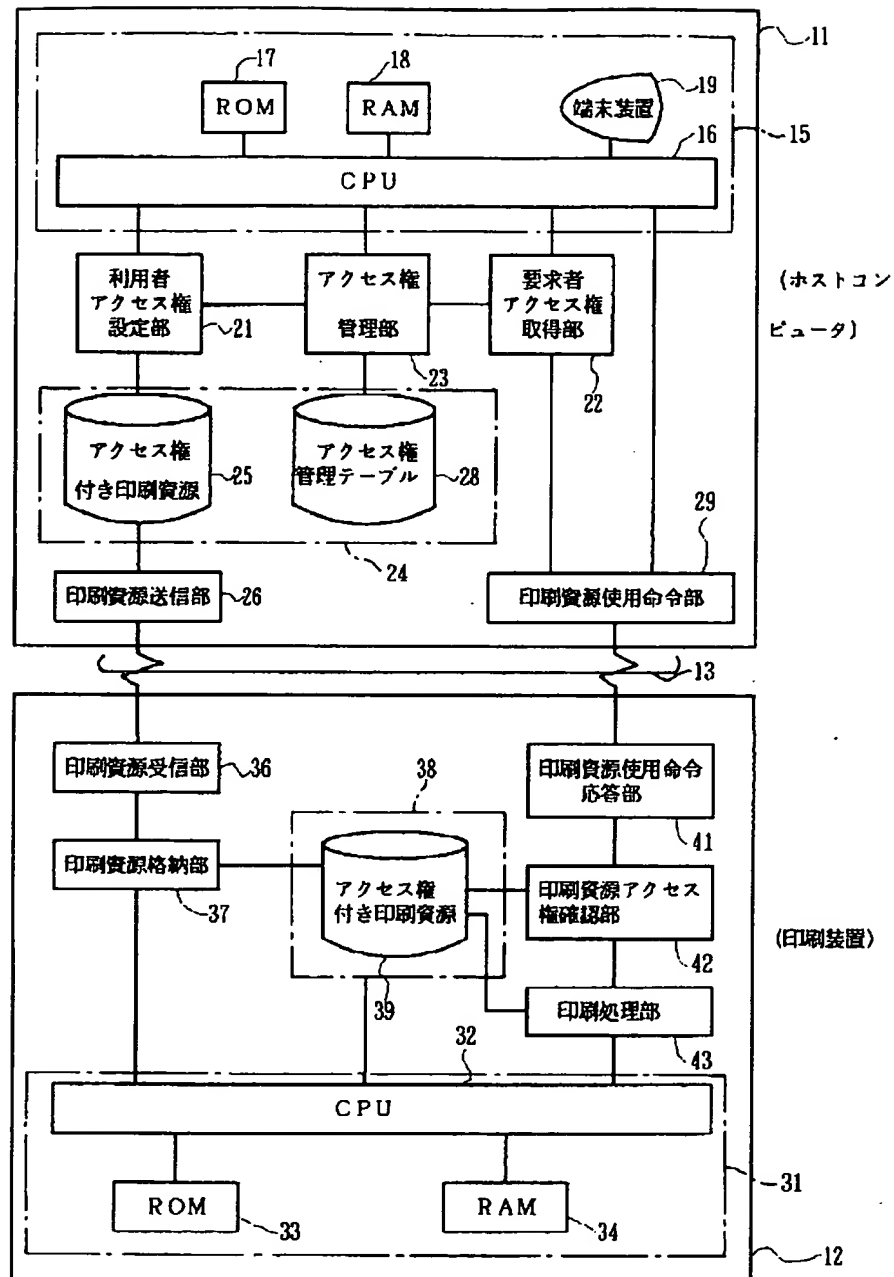 11
17
18
19
ROM
RAM
端末装置
16
15
CPU
利用者
アクセス権
設定部
21
アクセス権
管理部
23
要求者
アクセス権
取得部
22
(ホストコン
ピュータ)
アクセス権
付き印刷資源
25
アクセス権
管理テーブル
28
24
29
印刷資源送信部
26
印刷資源使用命令部
13
印刷資源受信部
36
印刷資源使用命令
応答部
41
38
印刷資源格納部
37
アクセス権
付き印刷資源
39
印刷資源アクセス
権確認部
42
(印刷装置)
印刷処理部
43
32
CPU
31
ROM
33
RAM
34
12